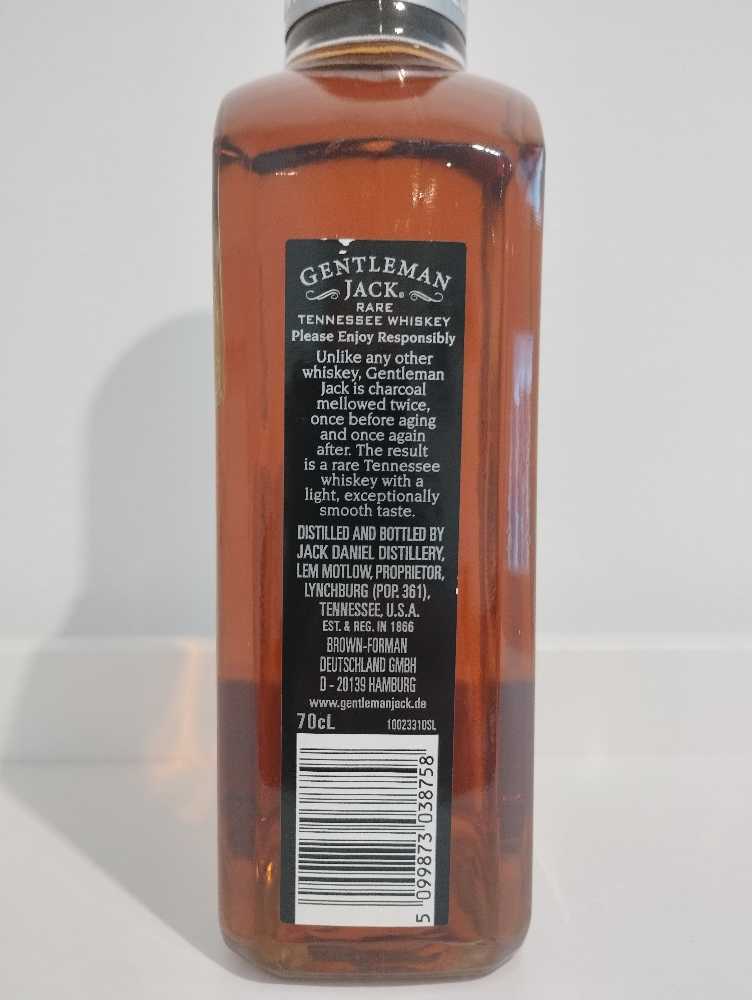 GENTLEMAN
JACK®
RARE
TENNESSEE WHISKEY
Please Enjoy Responsibly
Unlike any other
whiskey, Gentleman
Jack is charcoal
mellowed twice,
once before aging
and once again
after. The result
is a rare Tennessee
whiskey with a
light, exceptionally
smooth taste.
DISTILLED AND BOTTLED BY
JACK DANIEL DISTILLERY,
LEM MOTLOW, PROPRIETOR,
LYNCHBURG (POP. 361),
TENNESSEE, U.S.A.
EST. & REG. IN 1866
BROWN-FORMAN
DEUTSCHLAND GMBH
D - 20139 HAMBURG
www.gentlemanjack.de
70cL 10023310SL
5 099873 038758